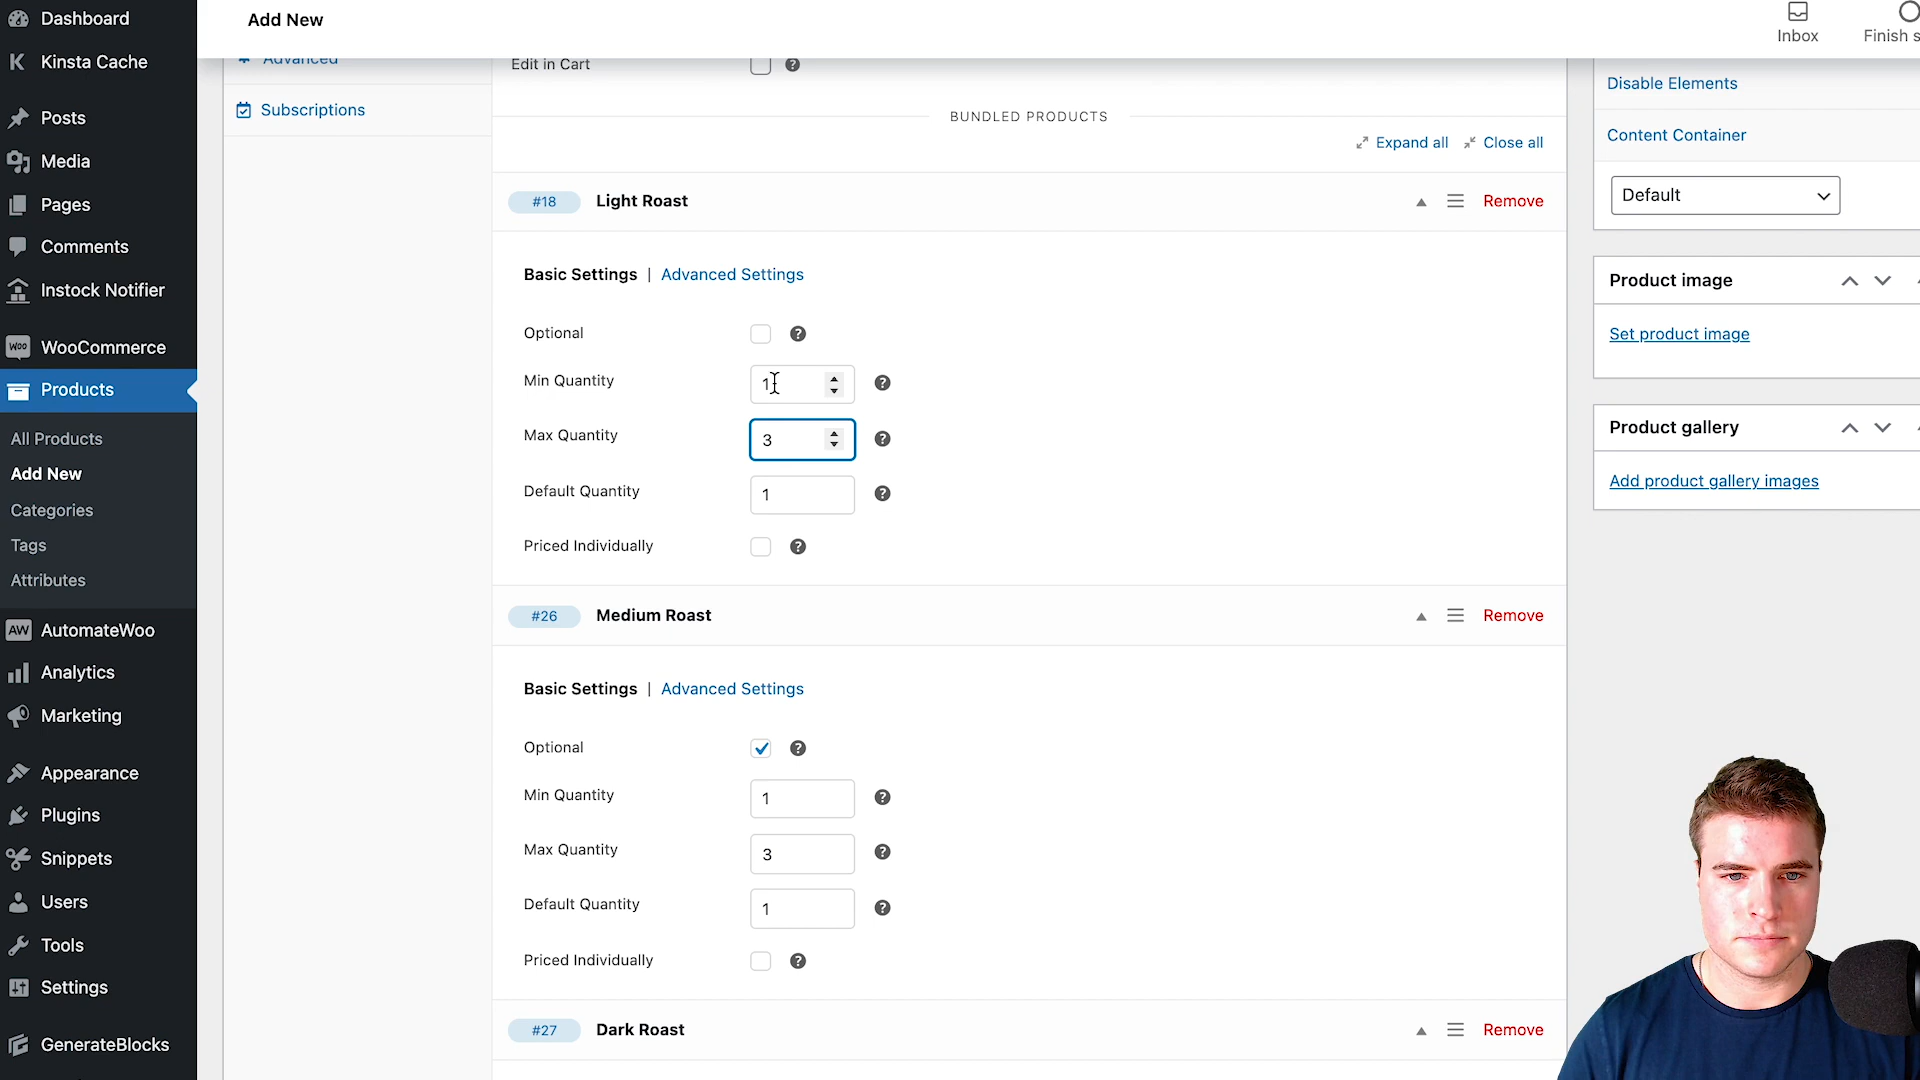 Dashboard
Kinsta Cache
Posts
Media
Pages
Comments
Instock Notifier
Woo
WooCommerce
Products
All Products
Add New
Categories
Tags
Attributes
AW
AutomateWoo
Analytics
Marketing
Appearance
Plugins
Snippets
Users
Tools
Settings
GenerateBlocks
Add New
Inbox
Finish s
Advanced
Subscriptions
Edit in Cart
BUNDLED PRODUCTS
Expand all
Close all
#18 Light Roast Remove
Basic Settings | Advanced Settings
Optional
Min Quantity 1
Max Quantity 3
Default Quantity 1
Priced Individually
#26 Medium Roast Remove
Basic Settings | Advanced Settings
Optional
Min Quantity 1
Max Quantity 3
Default Quantity 1
Priced Individually
#27 Dark Roast Remove
Disable Elements
Content Container
Default
Product image
Set product image
Product gallery
Add product gallery images